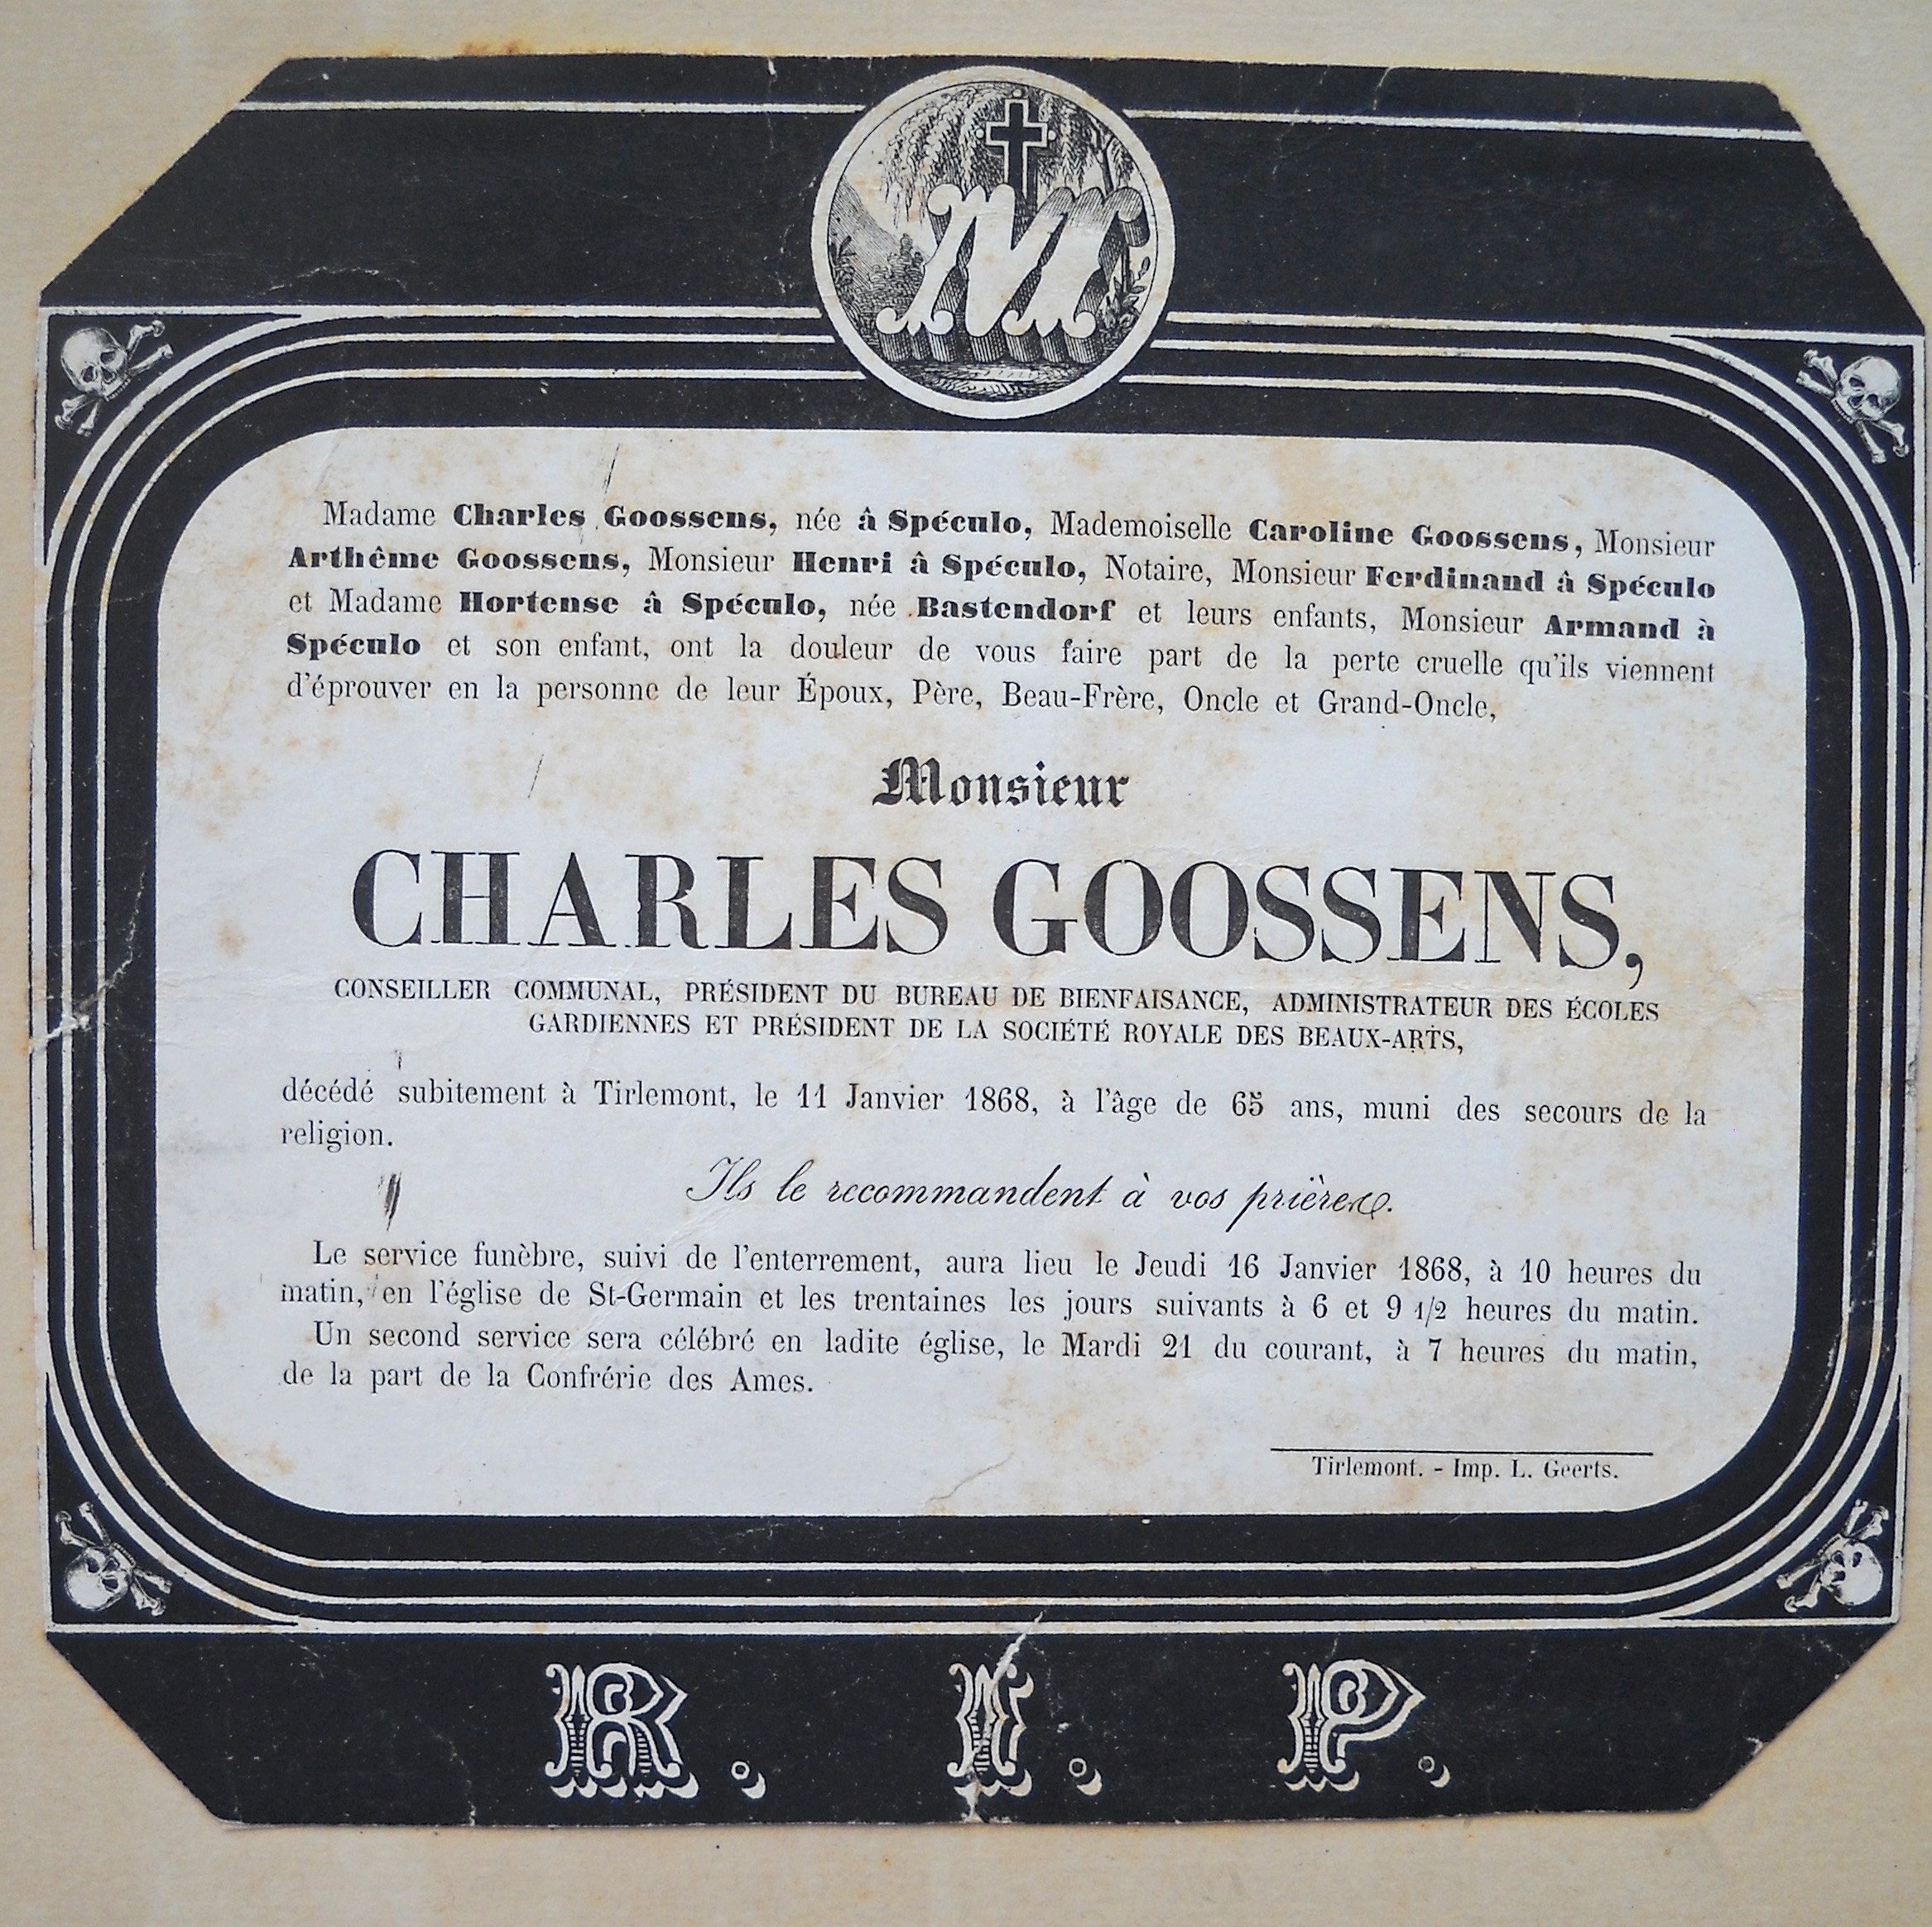 M
Madame Charles Goossens, née â Spéculo, Mademoiselle Caroline Goossens, Monsieur
Arthême Goossens, Monsieur Henri â Spéculo, Notaire, Monsieur Ferdinand â Spéculo
et Madame Hortense â Spéculo, née Bastendorf et leurs enfants, Monsieur Armand à
Spéculo et son enfant, ont la douleur de vous faire part de la perte cruelle qu'ils viennent
d'éprouver en la personne de leur Époux, Père, Beau-Frère, Oncle et Grand-Oncle,
Monsieur
CHARLES GOOSSENS,
CONSEILLER COMMUNAL, PRÉSIDENT DU BUREAU DE BIENFAISANCE, ADMINISTRATEUR DES ÉCOLES
GARDIENNES ET PRÉSIDENT DE LA SOCIÉTÉ ROYALE DES BEAUX-ARTS,
décédé subitement à Tirlemont, le 11 Janvier 1868, à l'âge de 65 ans, muni des secours de la
religion.
Ils le recommandent à vos prières.
Le service funèbre, suivi de l'enterrement, aura lieu le Jeudi 16 Janvier 1868, à 10 heures du
matin, en l'église de St-Germain et les trentaines les jours suivants à 6 et 9 1/2 heures du matin.
Un second service sera célébré en ladite église, le Mardi 21 du courant, à 7 heures du matin,
de la part de la Confrérie des Ames.
Tirlemont. - Imp. L. Geerts.
R. I. P.